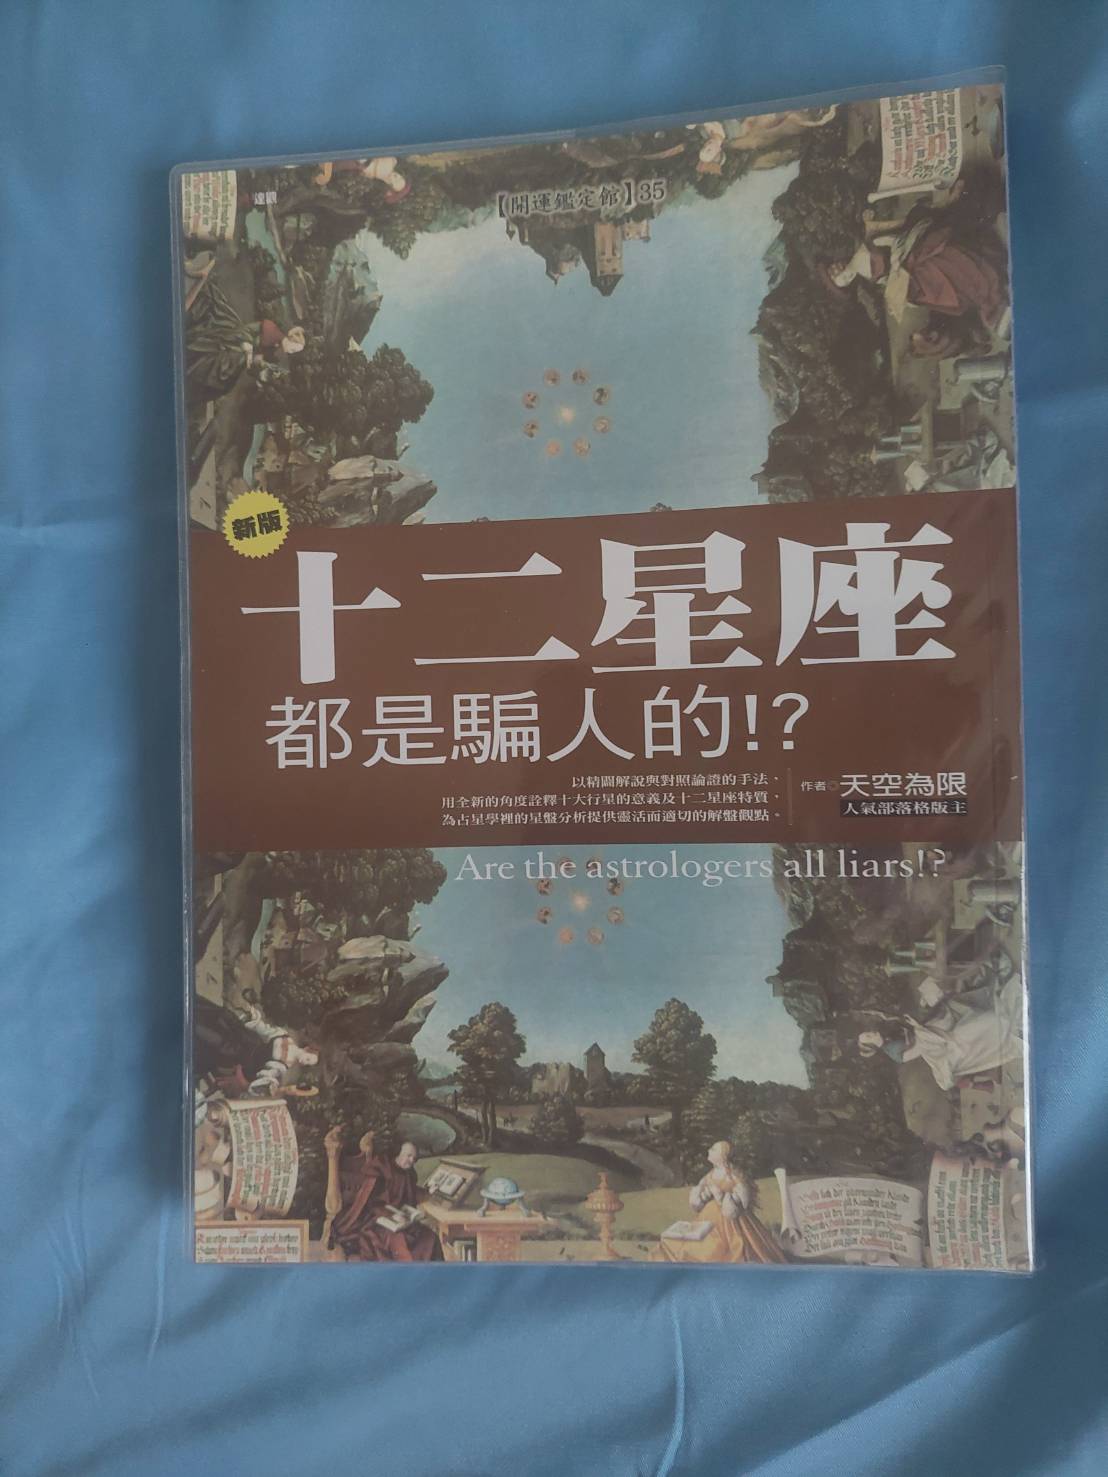 達觀
【開運鑑定館】35
新版
十二星座
都是騙人的!?
以精闢解說與對照論證的手法、
用全新的角度詮釋十大行星的意義及十二星座特質，
為占星學裡的星盤分析提供靈活而適切的解盤觀點。
作者◎天空為限
人氣部落格版主
Are the astrologers all liars!?